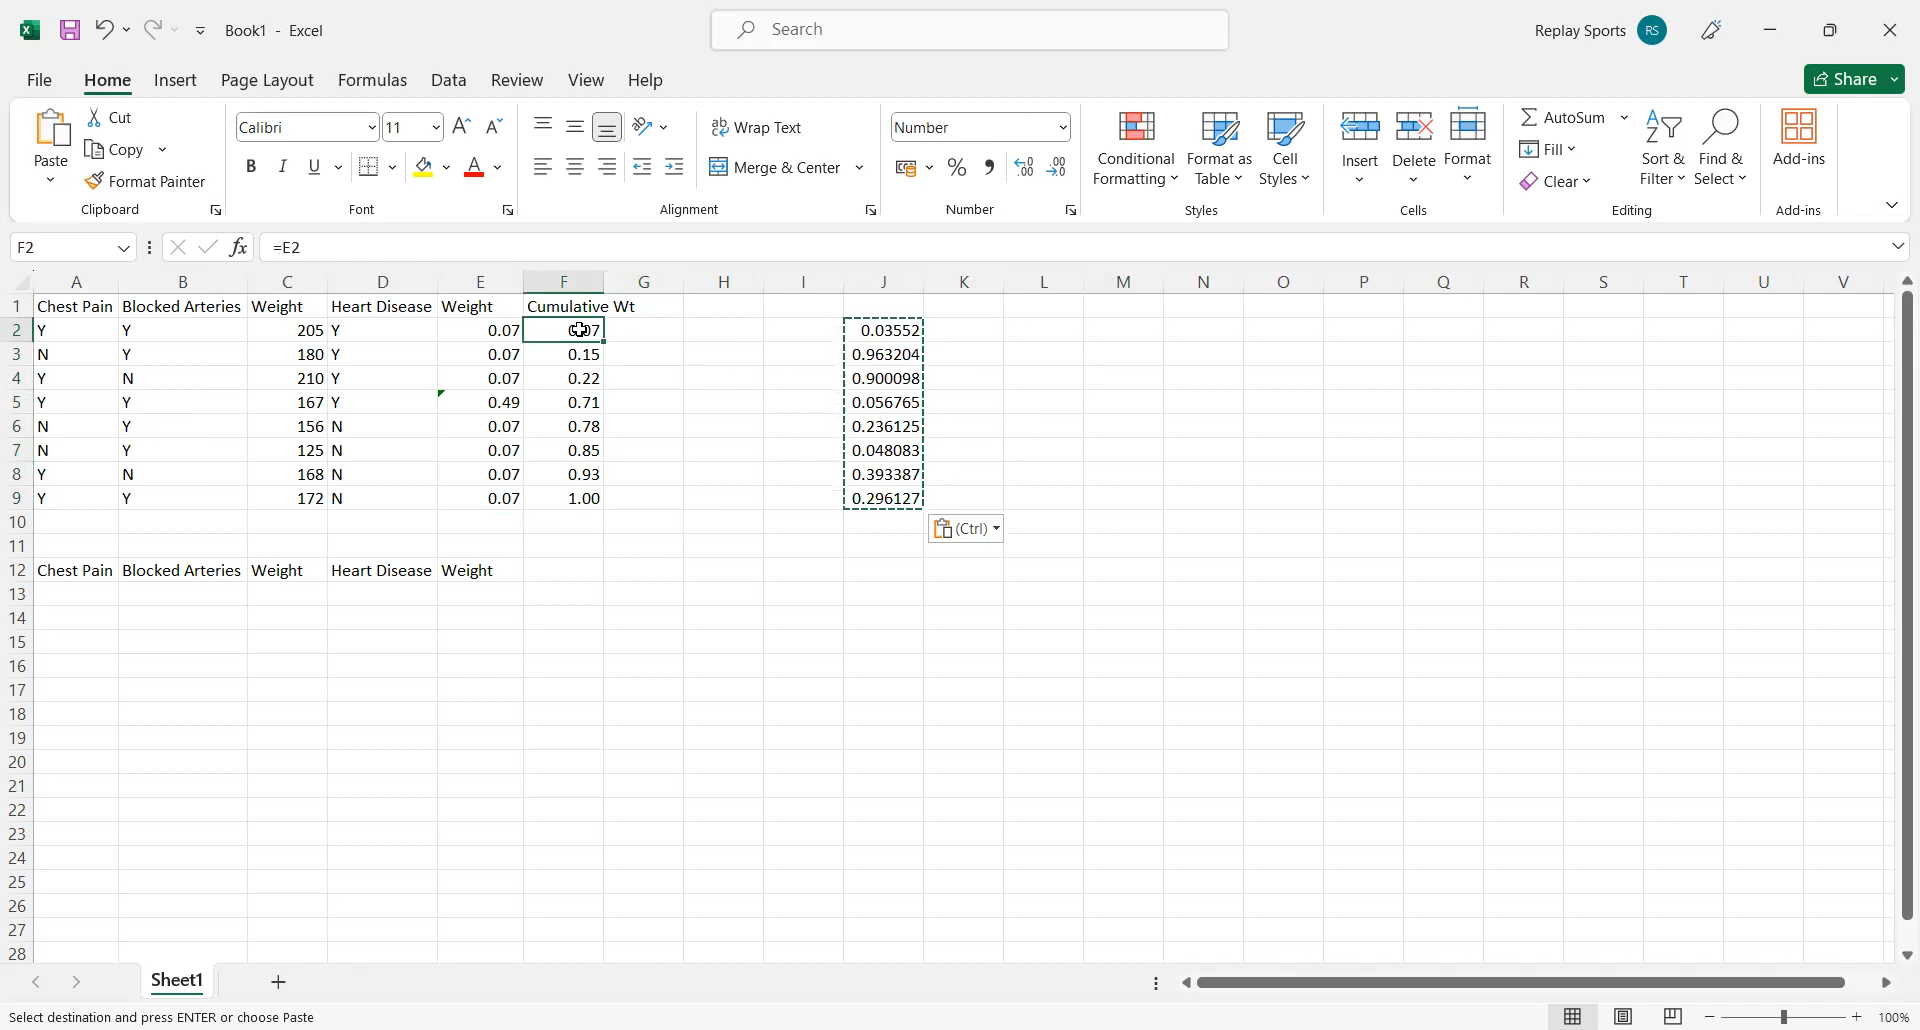 Book1 - Excel
Search
Replay Sports RS
File Home Insert Page Layout Formulas Data Review View Help
Share
Paste
Cut
Copy
Format Painter
Clipboard
Calibri 11
B I U
Font
Wrap Text
Merge & Center
Alignment
Number
Number
Conditional Formatting
Format as Table
Cell Styles
Styles
Insert Delete Format
Cells
AutoSum
Fill
Clear
Sort & Filter
Find & Select
Editing
Add-ins
Add-ins
F2 fx =E2
A B C D E F G H I J K L M N O P Q R S T U V
1 Chest Pain Blocked Arteries Weight Heart Disease Weight Cumulative Wt
2 Y Y 205 Y 0.07 0.07 0.03552
3 N Y 180 Y 0.07 0.15 0.963204
4 Y N 210 Y 0.07 0.22 0.900098
5 Y Y 167 Y 0.49 0.71 0.056765
6 N Y 156 N 0.07 0.78 0.236125
7 N Y 125 N 0.07 0.85 0.048083
8 Y N 168 N 0.07 0.93 0.393387
9 Y Y 172 N 0.07 1.00 0.296127
10 (Ctrl)
11
12 Chest Pain Blocked Arteries Weight Heart Disease Weight
13
14
15
16
17
18
19
20
21
22
23
24
25
26
27
28
Sheet1
Select destination and press ENTER or choose Paste
100%